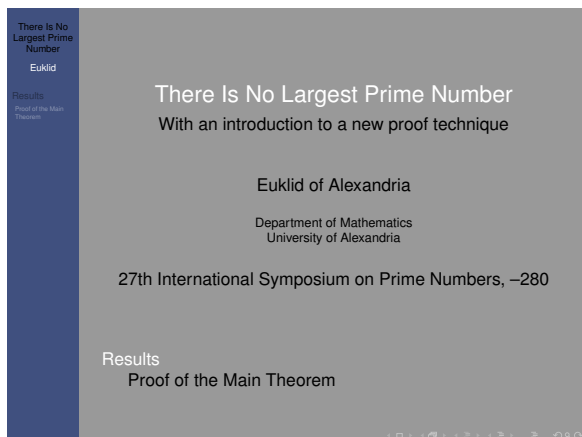 There Is No
Largest Prime
Number
Euklid
Results
Proof of the Main
Theorem
There Is No Largest Prime Number
With an introduction to a new proof technique
Euklid of Alexandria
Department of Mathematics
University of Alexandria
27th International Symposium on Prime Numbers, –280
Results
Proof of the Main Theorem